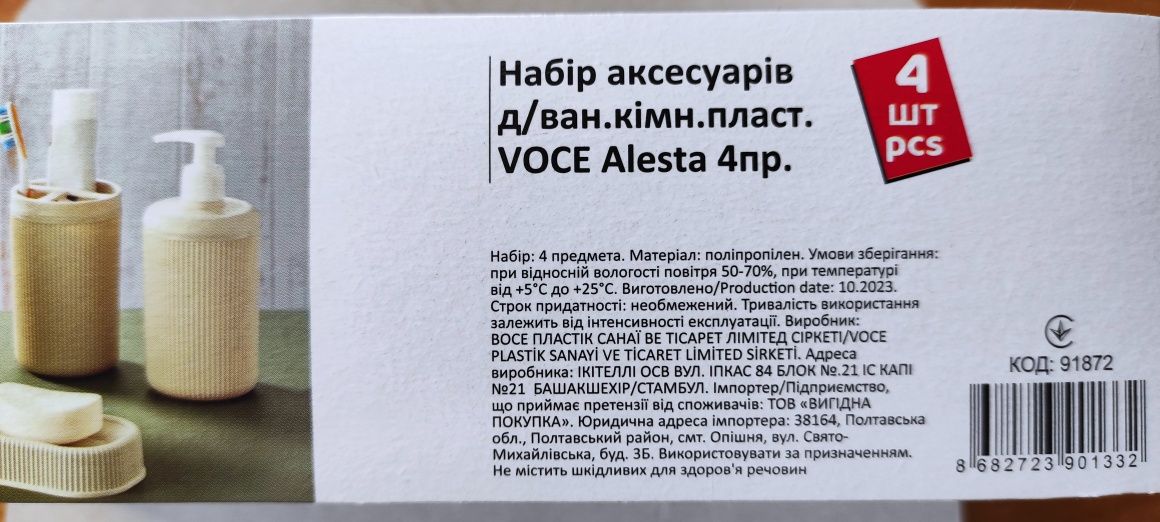 Набір аксесуарів
д/ван.кімн.пласт.
VOCE Alesta 4пр.
4
шт
pcs
Набір: 4 предмета. Матеріал: поліпропілен. Умови зберігання:
при відносній вологості повітря 50-70%, при температурі
від +5°С до +25°С. Виготовлено/Production date: 10.2023.
Строк придатності: необмежений. Тривалість використання
залежить від інтенсивності експлуатації. Виробник:
ВОСЕ ПЛАСТІК САНАЇ ВЕ ТІСАРЕТ ЛІМІТЕД СІРКЕТІ/VOCE
PLASTİK SANAYİ VE TİCARET LİMİTED SİRKETİ. Адреса
виробника: ІКІТЕЛЛІ ОСВ ВУЛ. ІПКАС 84 БЛОК №.21 ІС КАПІ
№21 БАШАКШЕХІР/СТАМБУЛ. Імпортер/Підприємство,
що приймає претензії від споживачів: ТОВ «ВИГІДНА
ПОКУПКА». Юридична адреса імпортера: 38164, Полтавська
обл., Полтавський район, смт. Опішня, вул. Свято-
Михайлівська, буд. 3Б. Використовувати за призначенням.
Не містить шкідливих для здоров'я речовин
КОД: 91872
8 682723 901332